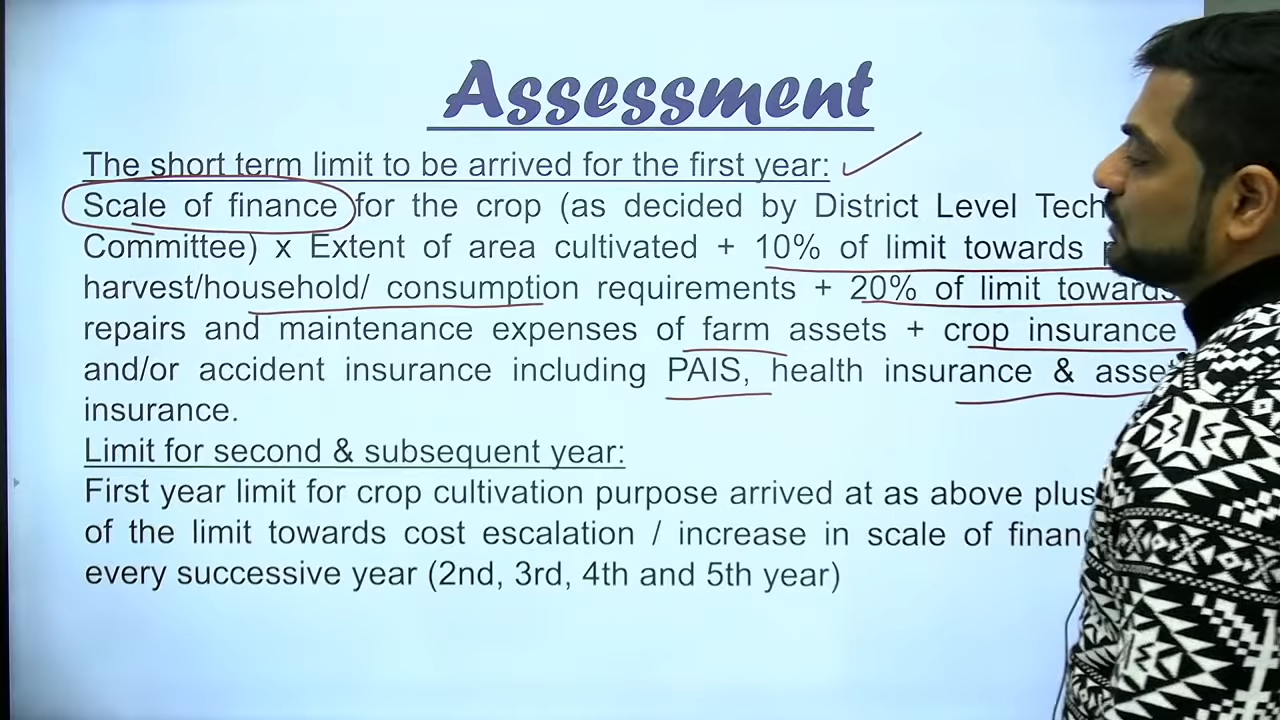 Assessment
The short term limit to be arrived for the first year:
Scale of finance for the crop (as decided by District Level
Committee) x Extent of area cultivated + 10% of limit towards
harvest/household/ consumption requirements + 20% of limit towards
repairs and maintenance expenses of farm assets + crop insurance
and/or accident insurance including PAIS, health insurance & asset
insurance.
Limit for second & subsequent year:
First year limit for crop cultivation purpose arrived at as above plus
of the limit towards cost escalation / increase in scale of
every successive year (2nd, 3rd, 4th and 5th year)